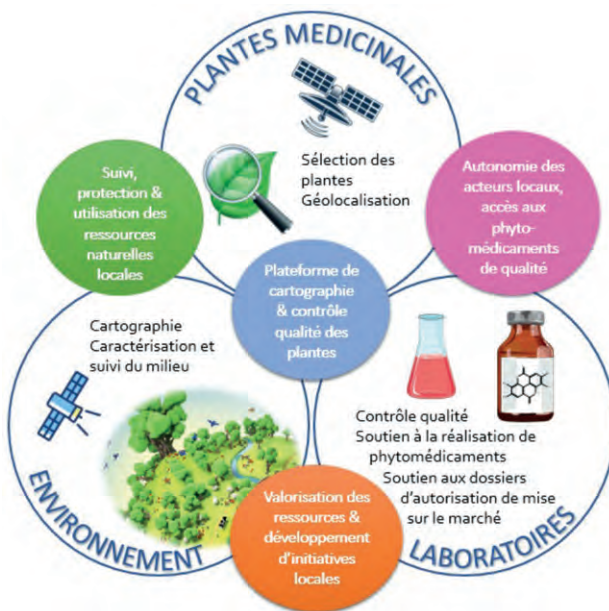 PLANTES MEDICINALES
Sélection des
plantes
Géolocalisation
Suivi,
protection &
utilisation des
ressources
naturelles
locales
Autonomie des
acteurs locaux,
accès aux
phyto-
médicaments
de qualité
Plateforme de
cartographie
& contrôle
qualité des
plantes
Cartographie
Caractérisation et
suivi du milieu
ENVIRONNEMENT
Contrôle qualité
Soutien à la réalisation de
phytomédicaments
Soutien aux dossiers
d'autorisation de mise
sur le marché
LABORATOIRES
Valorisation des
ressources &
développement
d'initiatives
locales